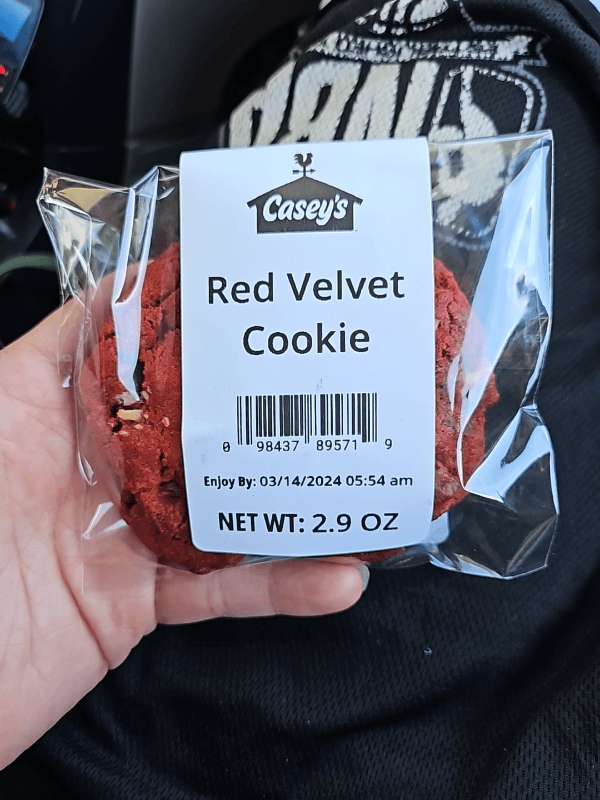 Casey's
Red Velvet
Cookie
0 98437 89571 9
Enjoy By: 03/14/2024 05:54 am
NET WT: 2.9 OZ